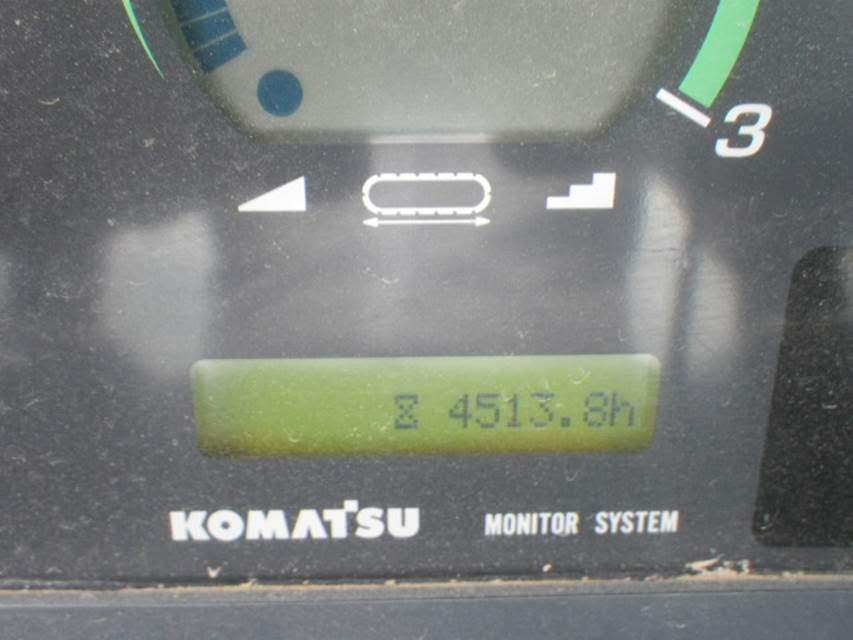 3
4513.8h
KOMATSU MONITOR SYSTEM